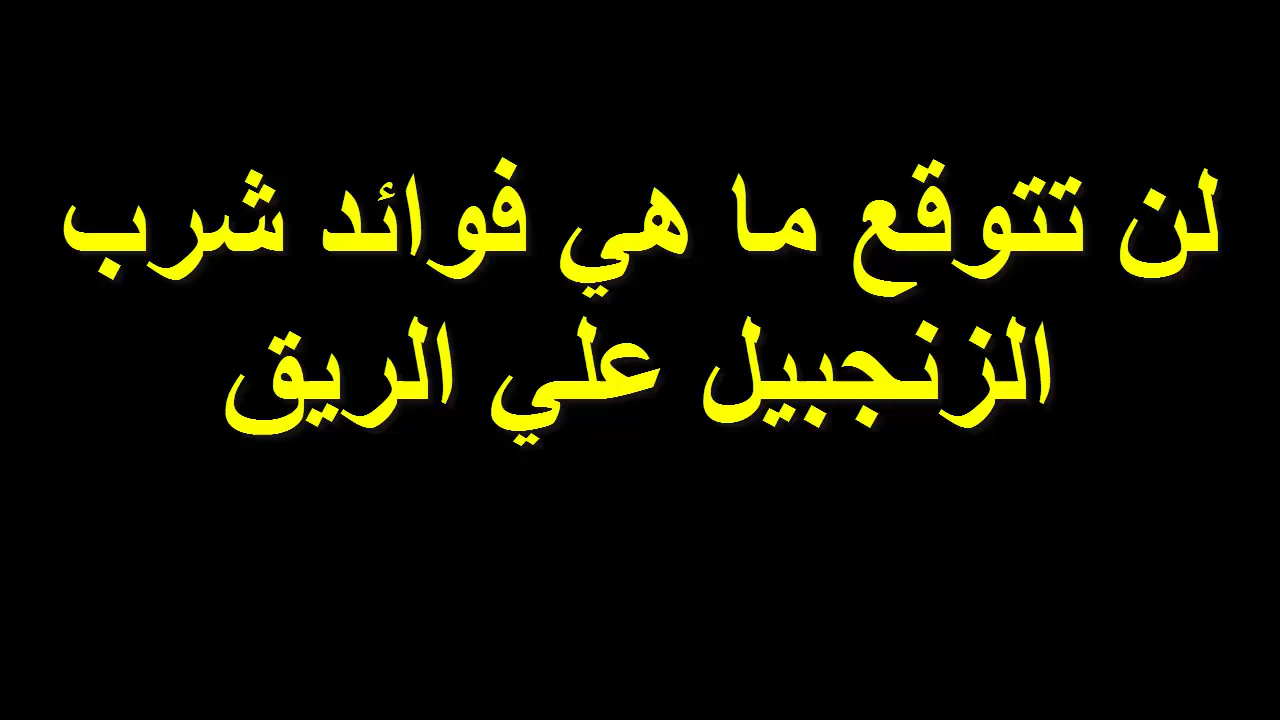 لن تتوقع ما هي فوائد شرب
الزنجبيل علي الريق